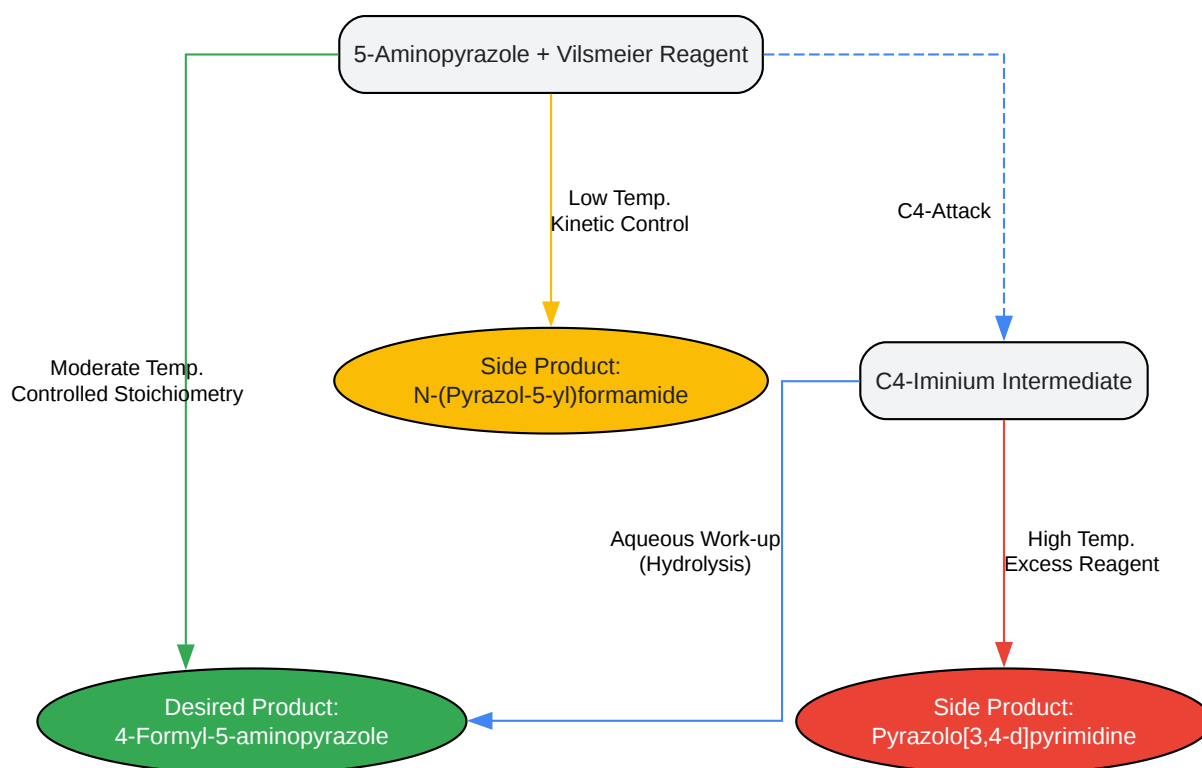 5-Aminopyrazole + Vilsmeier Reagent
Low Temp.
Kinetic Control
C4-Attack
Moderate Temp.
Controlled Stoichiometry
Side Product:
N-(Pyrazol-5-yl)formamide
C4-Iminium Intermediate
Aqueous Work-up
(Hydrolysis)
High Temp.
Excess Reagent
Desired Product:
4-Formyl-5-aminopyrazole
Side Product:
Pyrazolo[3,4-d]pyrimidine